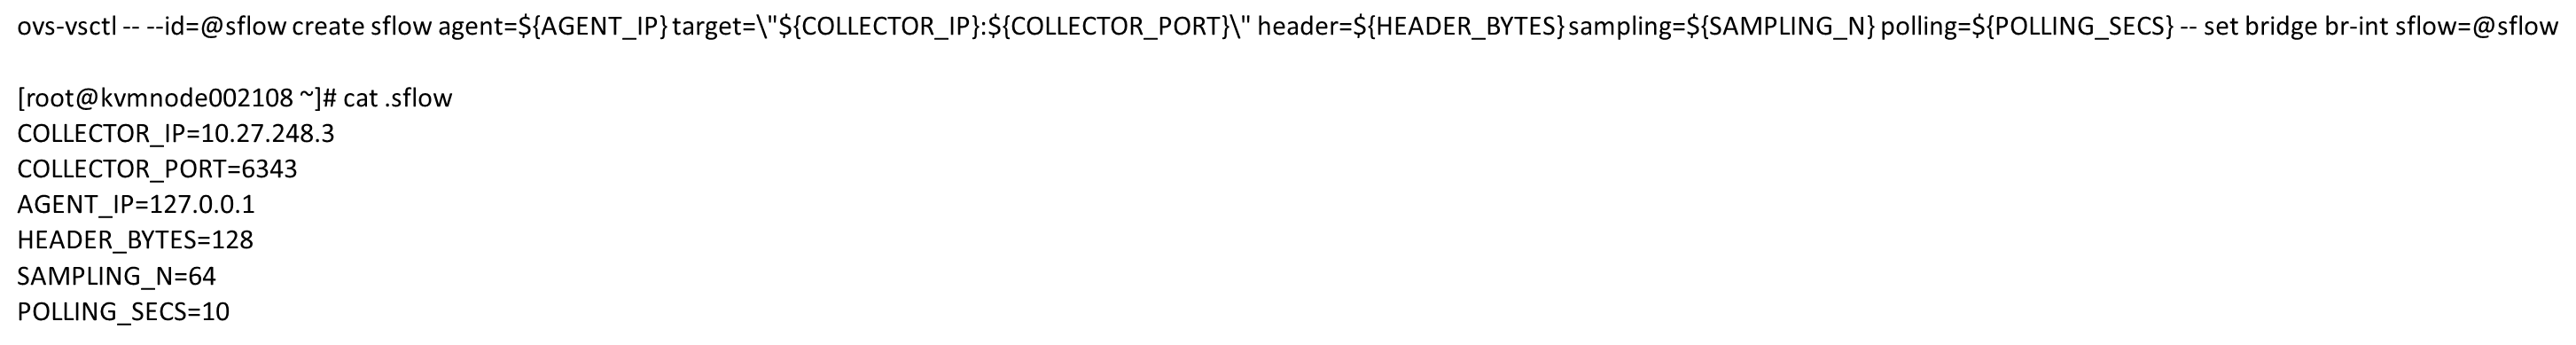 ovs-vsctl -- --id=@sflow create sflow agent=${AGENT_IP} target=\"${COLLECTOR_IP}:${COLLECTOR_PORT}\" header=${HEADER_BYTES} sampling=${SAMPLING_N} polling=${POLLING_SECS} -- set bridge br-int sflow=@sflow
[root@kvmnode002108 ~]# cat .sflow
COLLECTOR_IP=10.27.248.3
COLLECTOR_PORT=6343
AGENT_IP=127.0.0.1
HEADER_BYTES=128
SAMPLING_N=64
POLLING_SECS=10